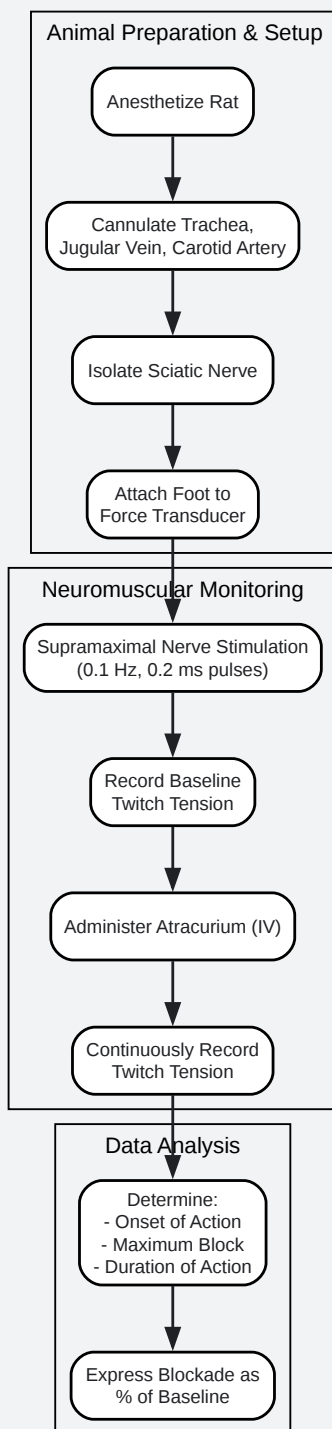 Animal Preparation & Setup
Anesthetize Rat
Cannulate Trachea,
Jugular Vein, Carotid Artery
Isolate Sciatic Nerve
Attach Foot to
Force Transducer
Neuromuscular Monitoring
Supramaximal Nerve Stimulation
(0.1 Hz, 0.2 ms pulses)
Record Baseline
Twitch Tension
Administer Atracurium (IV)
Continuously Record
Twitch Tension
Data Analysis
Determine:
- Onset of Action
- Maximum Block
- Duration of Action
Express Blockade as
% of Baseline